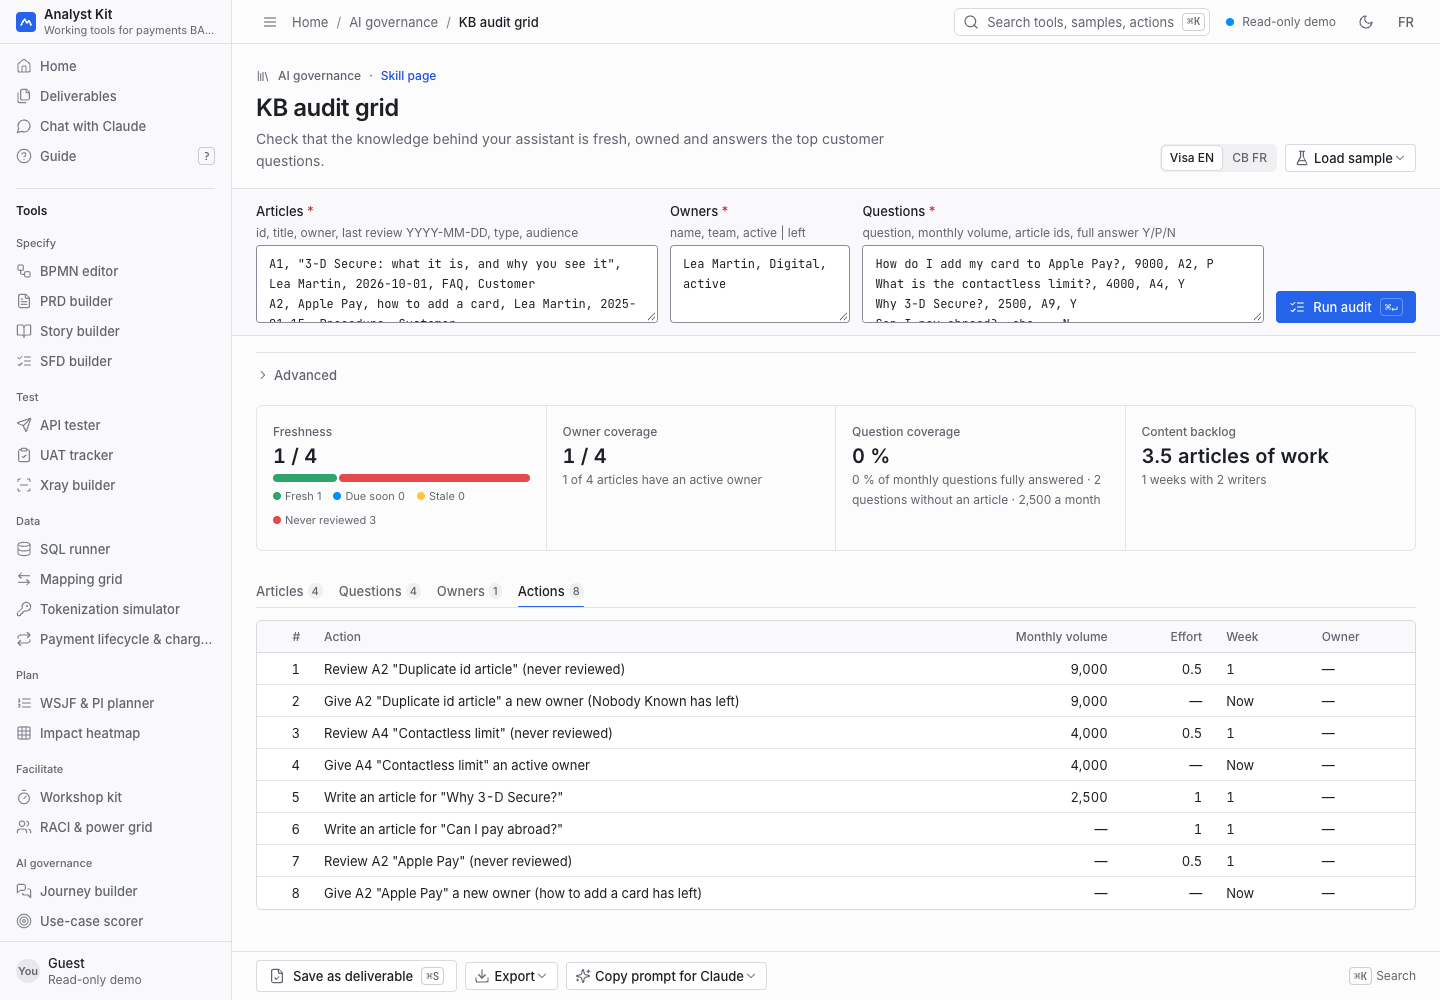 Analyst Kit
Working tools for payments BA...
Home
Deliverables
Chat with Claude
Guide ?
Tools
Specify
BPMN editor
PRD builder
Story builder
SFD builder
Test
API tester
UAT tracker
Xray builder
Data
SQL runner
Mapping grid
Tokenization simulator
Payment lifecycle & charg...
Plan
WSJF & PI planner
Impact heatmap
Facilitate
Workshop kit
RACI & power grid
AI governance
Journey builder
Use-case scorer
You
Guest
Read-only demo
Home / AI governance / KB audit grid
Search tools, samples, actions ⌘K
Read-only demo
FR
AI governance · Skill page
KB audit grid
Check that the knowledge behind your assistant is fresh, owned and answers the top customer
questions.
Visa EN CB FR
Load sample
Articles *
id, title, owner, last review YYYY-MM-DD, type, audience
A1, "3-D Secure: what it is, and why you see it",
Lea Martin, 2026-10-01, FAQ, Customer
A2, Apple Pay, how to add a card, Lea Martin, 2025-
01-15, Procedure, Customer
Owners *
name, team, active | left
Lea Martin, Digital,
active
Questions *
question, monthly volume, article ids, full answer Y/P/N
How do I add my card to Apple Pay?, 9000, A2, P
What is the contactless limit?, 4000, A4, Y
Why 3-D Secure?, 2500, A9, Y
Can I pay abroad?, abc, , N
Run audit ⌘↵
Advanced
Freshness
1 / 4
Fresh 1 Due soon 0 Stale 0
Never reviewed 3
Owner coverage
1 / 4
1 of 4 articles have an active owner
Question coverage
0 %
0 % of monthly questions fully answered · 2
questions without an article · 2,500 a month
Content backlog
3.5 articles of work
1 weeks with 2 writers
Articles 4 Questions 4 Owners 1 Actions 8
# Action Monthly volume Effort Week Owner
1 Review A2 "Duplicate id article" (never reviewed) 9,000 0.5 1 —
2 Give A2 "Duplicate id article" a new owner (Nobody Known has left) 9,000 — Now —
3 Review A4 "Contactless limit" (never reviewed) 4,000 0.5 1 —
4 Give A4 "Contactless limit" an active owner 4,000 — Now —
5 Write an article for "Why 3-D Secure?" 2,500 1 1 —
6 Write an article for "Can I pay abroad?" — 1 1 —
7 Review A2 "Apple Pay" (never reviewed) — 0.5 1 —
8 Give A2 "Apple Pay" a new owner (how to add a card has left) — — Now —
Save as deliverable ⌘S
Export
Copy prompt for Claude
⌘K Search